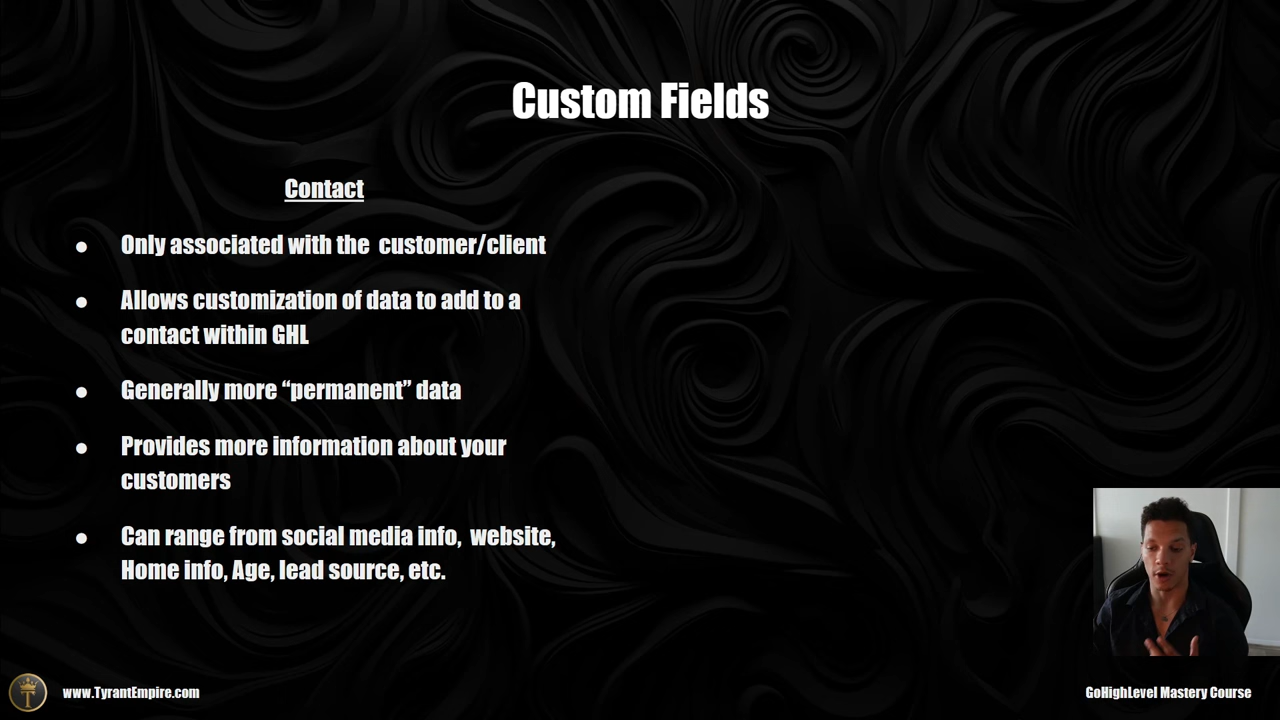 Custom Fields
Contact
● Only associated with the  customer/client
● Allows customization of data to add to a
contact within GHL
● Generally more “permanent” data
● Provides more information about your
customers
● Can range from social media info,  website,
Home info, Age, lead source, etc.
T
www.TyrantEmpire.com
GoHighLevel Mastery Course